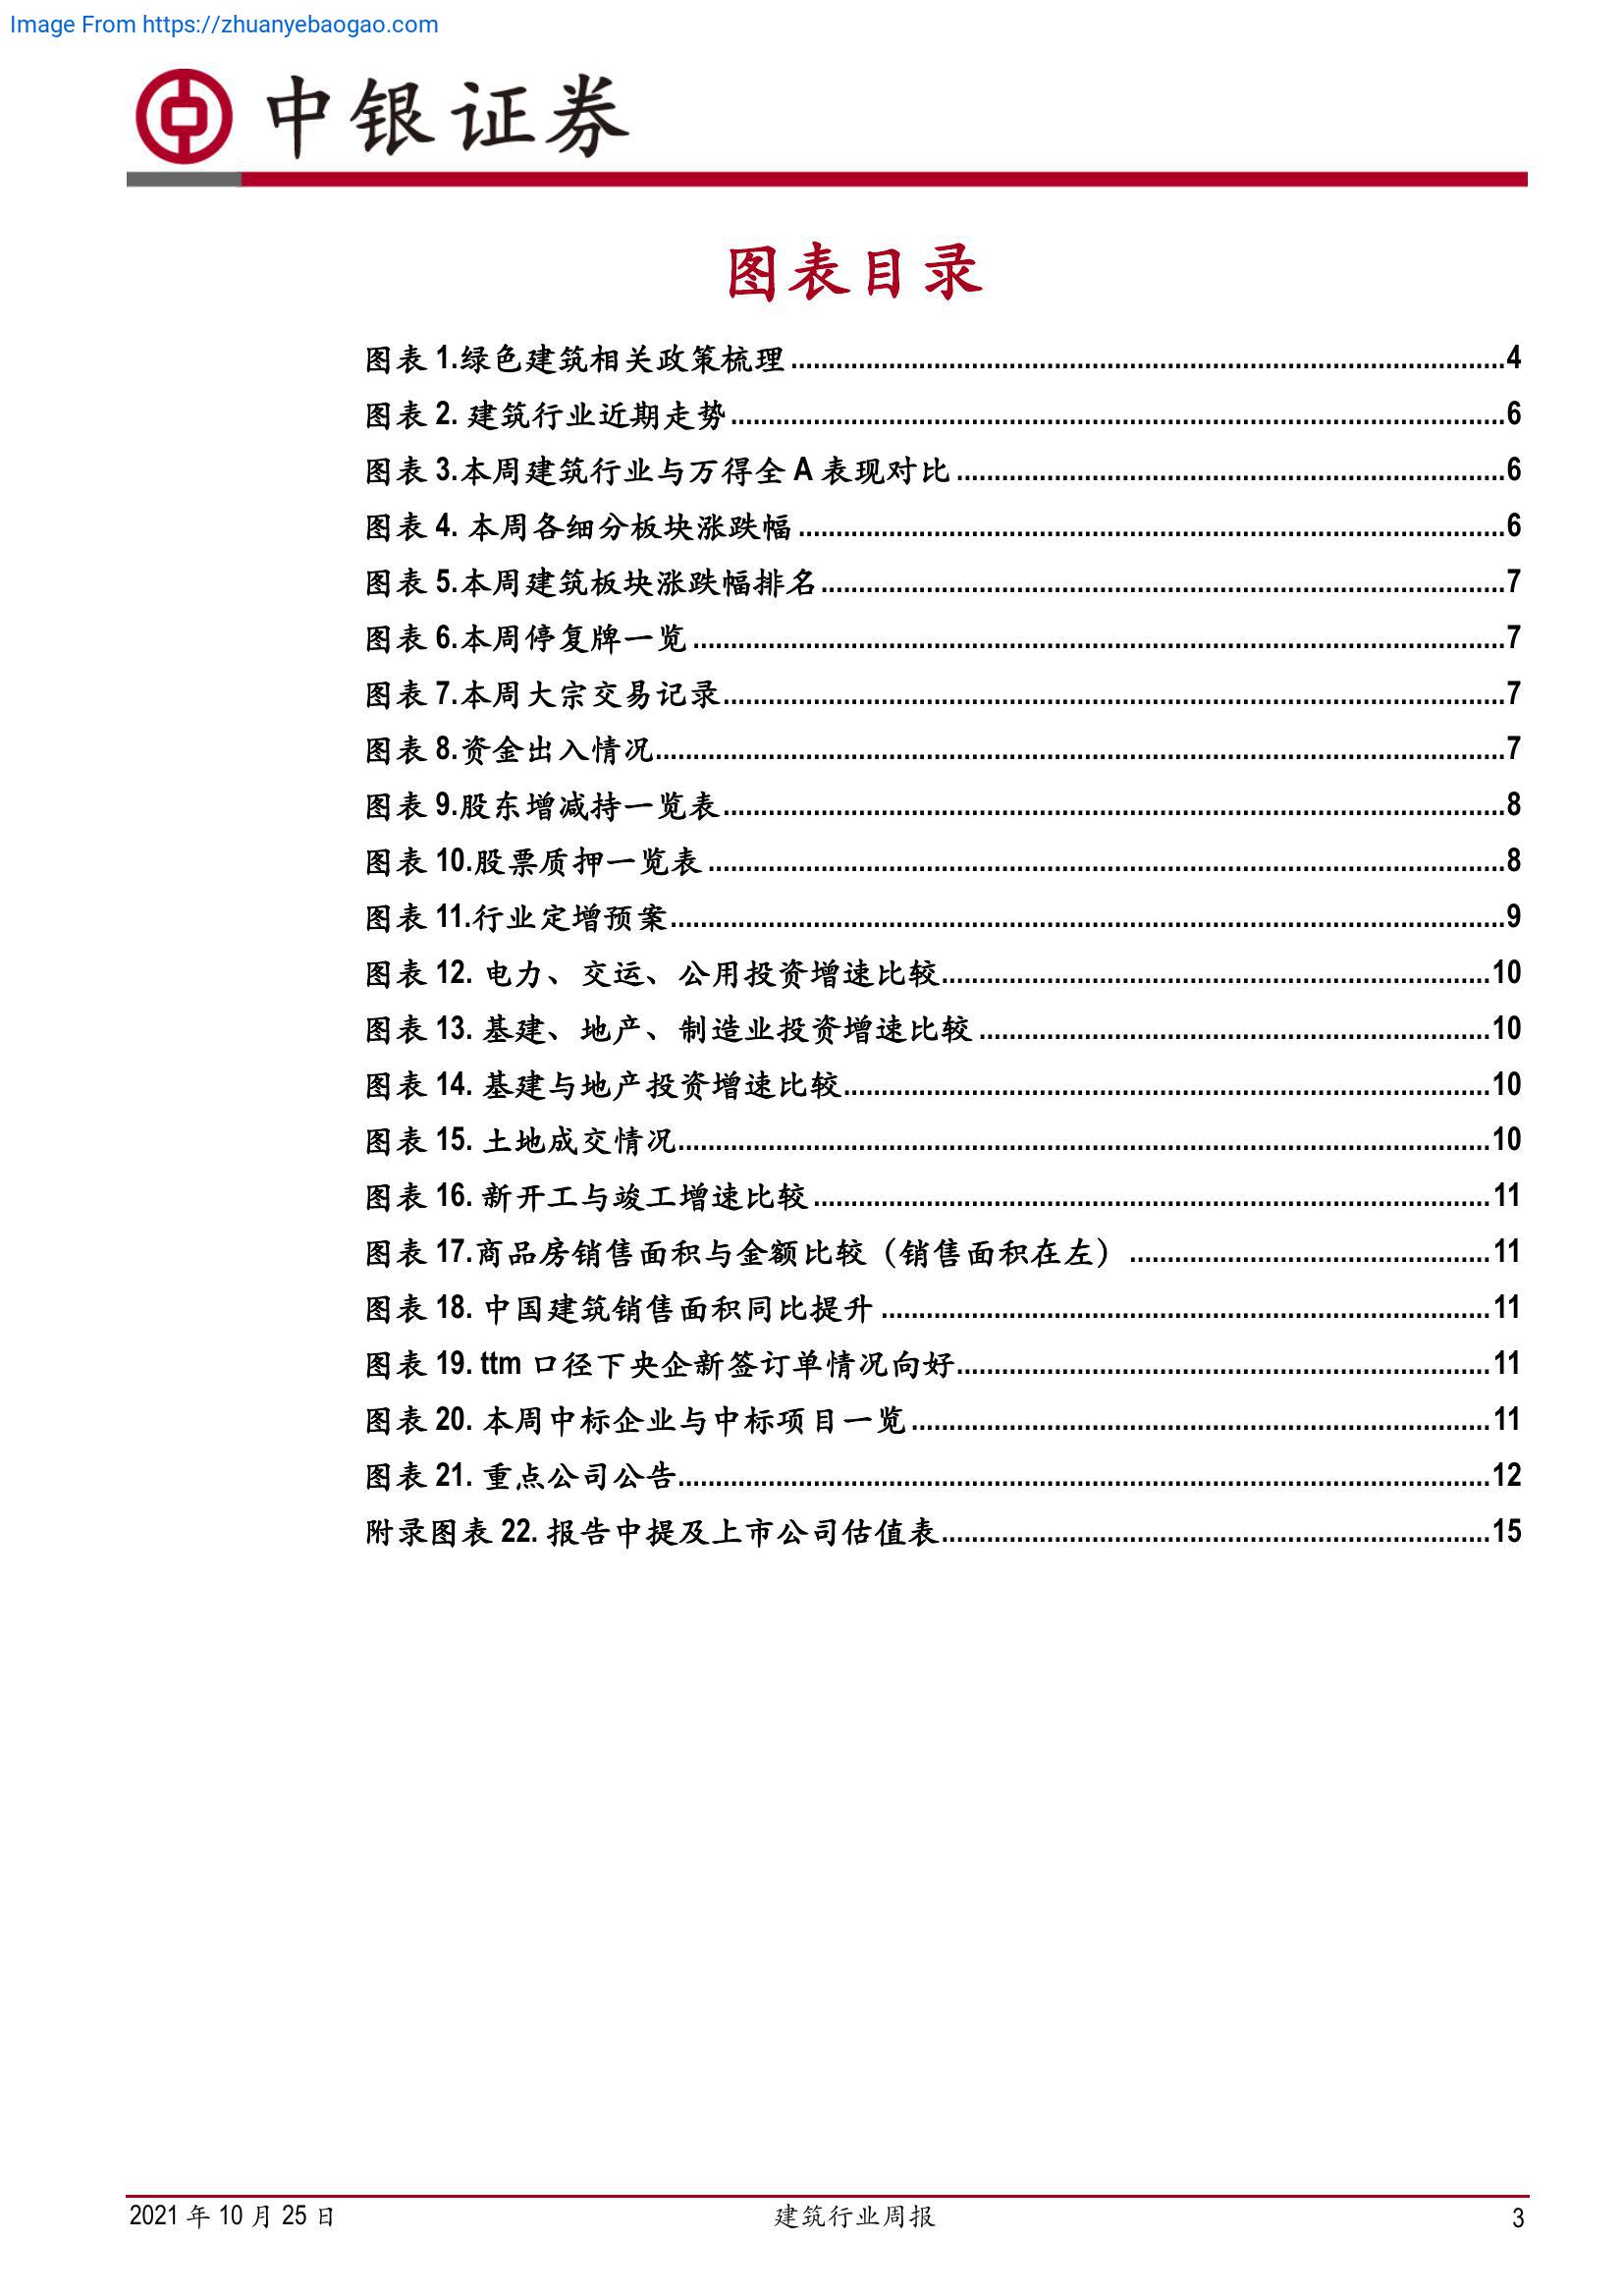 Image From https://zhuanyebaogao.com
中银证券
图表目录
图表 1.绿色建筑相关政策梳理.....4
图表 2. 建筑行业近期走势.....6
图表 3.本周建筑行业与万得全 A 表现对比.....6
图表 4. 本周各细分板块涨跌幅.....6
图表 5.本周建筑板块涨跌幅排名.....7
图表 6.本周停复牌一览.....7
图表 7.本周大宗交易记录.....7
图表 8.资金出入情况.....7
图表 9.股东增减持一览表.....8
图表 10.股票质押一览表.....8
图表 11.行业定增预案.....9
图表 12. 电力、交运、公用投资增速比较.....10
图表 13. 基建、地产、制造业投资增速比较.....10
图表 14. 基建与地产投资增速比较.....10
图表 15. 土地成交情况.....10
图表 16. 新开工与竣工增速比较.....11
图表 17.商品房销售面积与金额比较（销售面积在左）.....11
图表 18. 中国建筑销售面积同比提升.....11
图表 19. ttm 口径下央企新签订单情况向好.....11
图表 20. 本周中标企业与中标项目一览.....11
图表 21. 重点公司公告.....12
附录图表 22. 报告中提及上市公司估值表.....15
2021 年 10 月 25 日 建筑行业周报 3